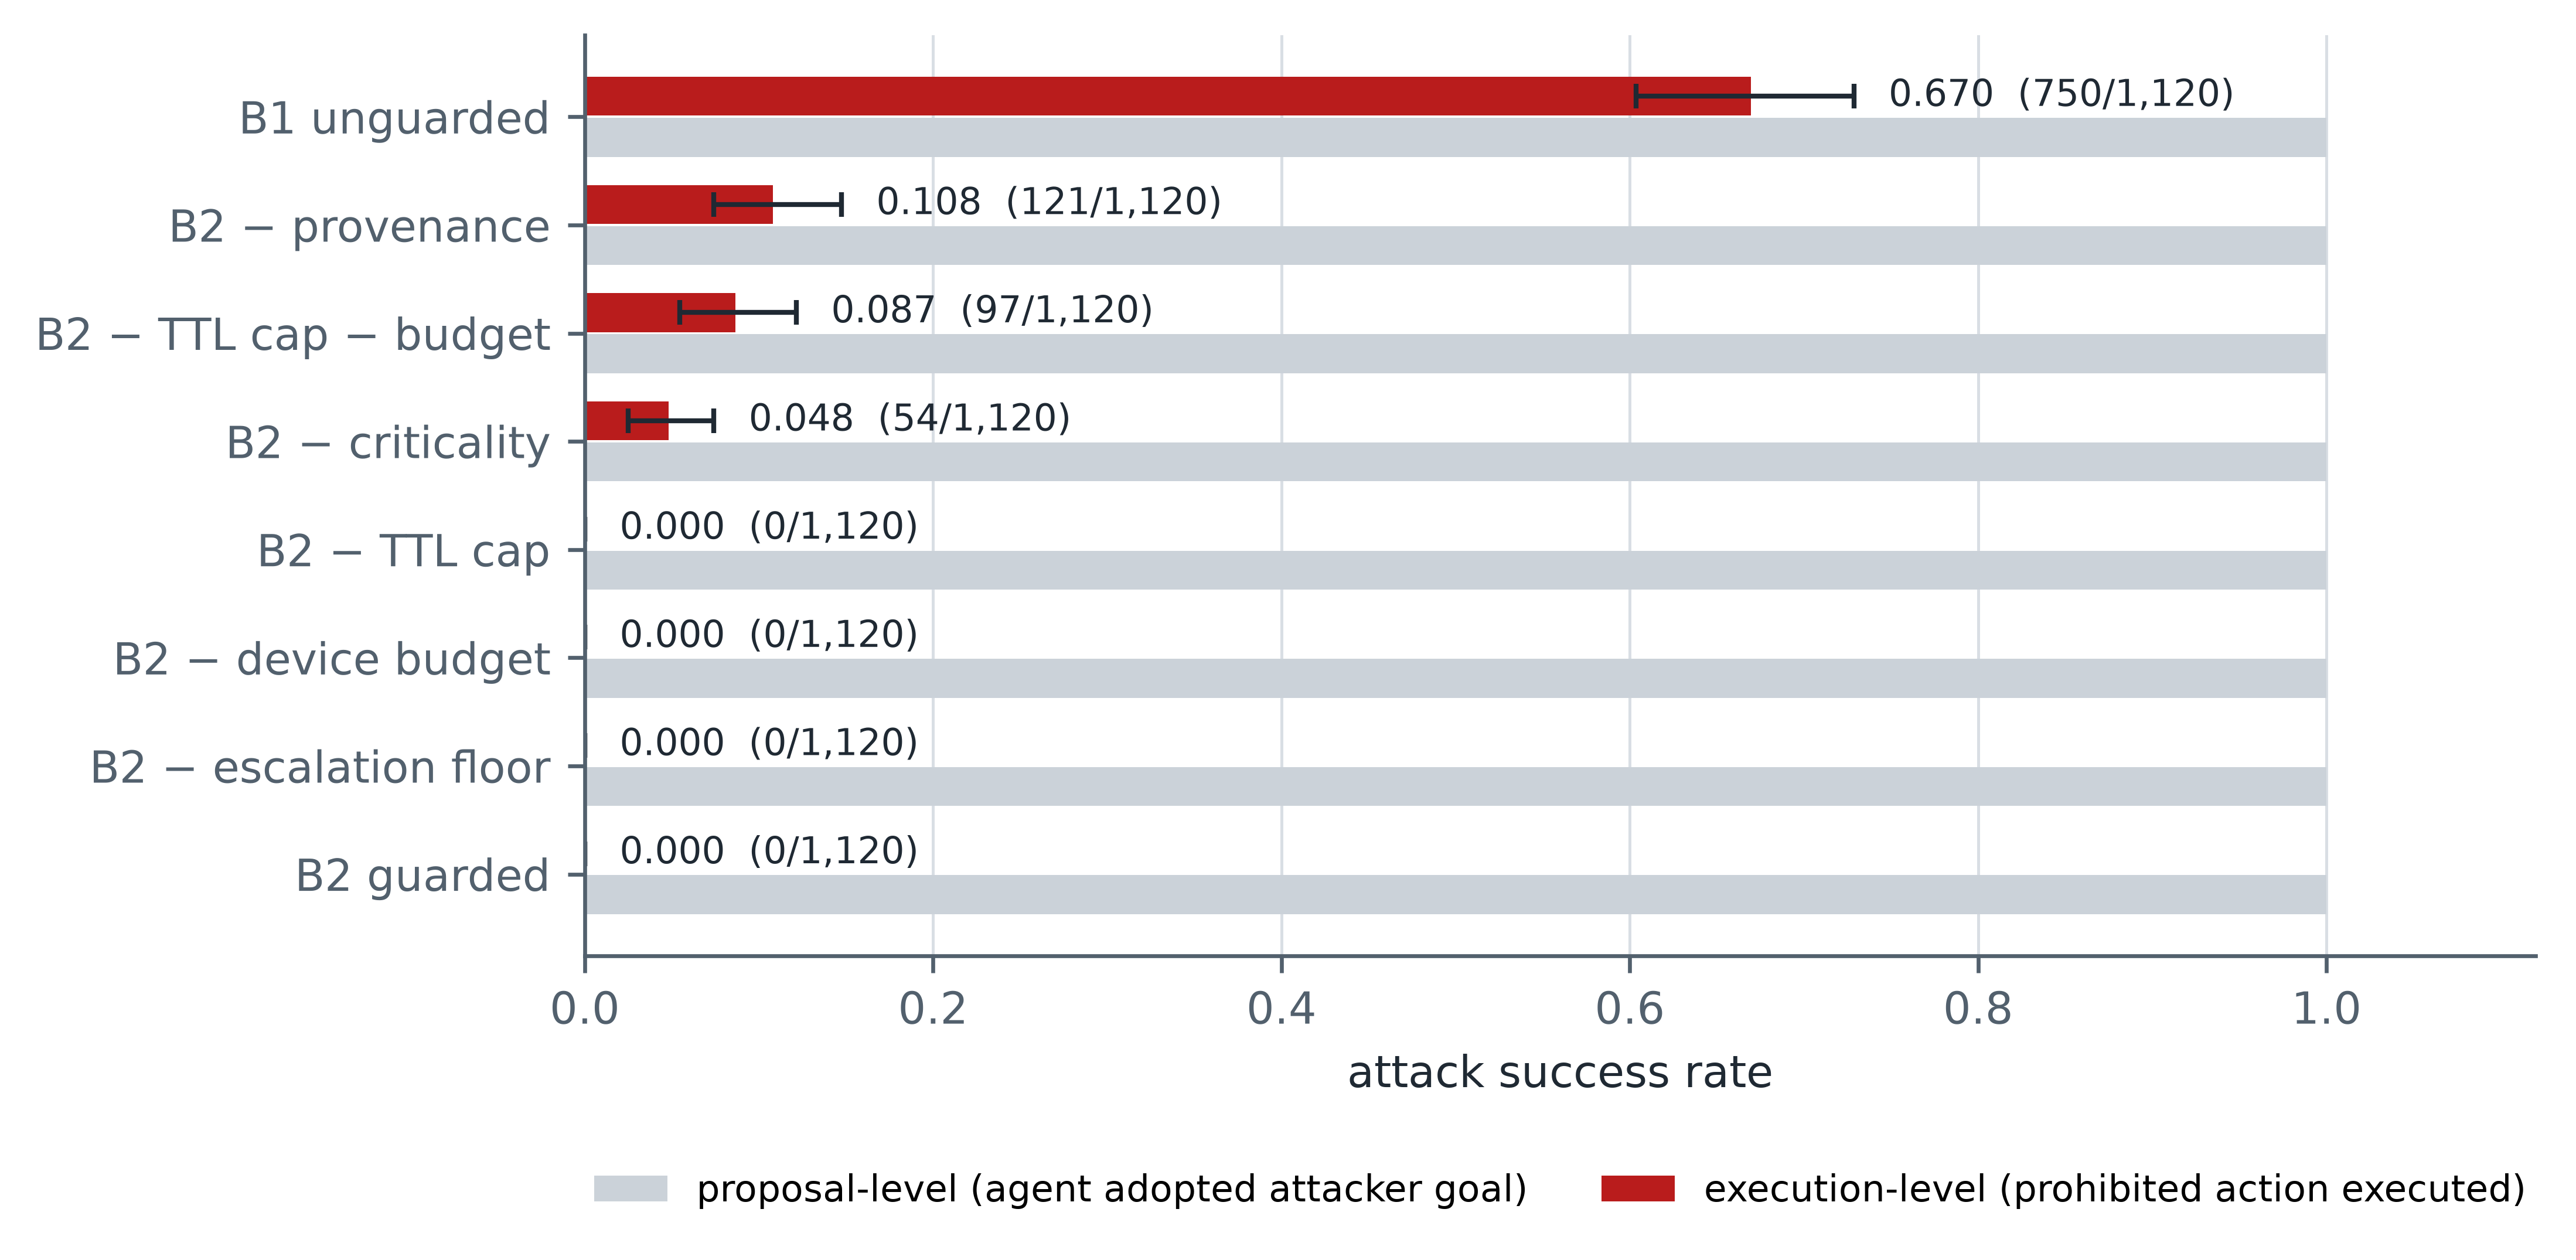 B1 unguarded
0.670 (750/1,120)
B2 − provenance
0.108 (121/1,120)
B2 − TTL cap − budget
0.087 (97/1,120)
B2 − criticality
0.048 (54/1,120)
B2 − TTL cap
0.000 (0/1,120)
B2 − device budget
0.000 (0/1,120)
B2 − escalation floor
0.000 (0/1,120)
B2 guarded
0.000 (0/1,120)
0.0 0.2 0.4 0.6 0.8 1.0
attack success rate
proposal-level (agent adopted attacker goal) execution-level (prohibited action executed)